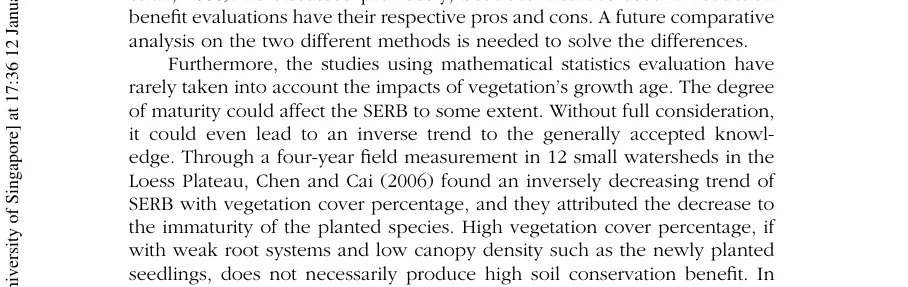 benefit evaluations have their respective pros and cons. A future comparative
analysis on the two different methods is needed to solve the differences.
Furthermore, the studies using mathematical statistics evaluation have
rarely taken into account the impacts of vegetation's growth age. The degree
of maturity could affect the SERB to some extent. Without full consideration,
it could even lead to an inverse trend to the generally accepted knowl-
edge. Through a four-year field measurement in 12 small watersheds in the
Loess Plateau, Chen and Cai (2006) found an inversely decreasing trend of
SERB with vegetation cover percentage, and they attributed the decrease to
the immaturity of the planted species. High vegetation cover percentage, if
with weak root systems and low canopy density such as the newly planted
seedlings, does not necessarily produce high soil conservation benefit. In
of Singapore] at 17:36 12